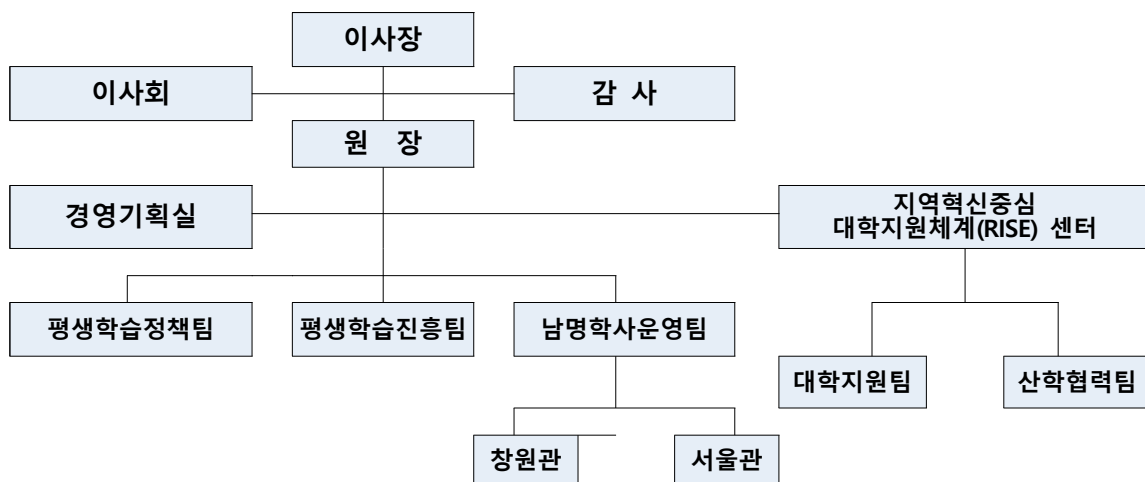 이사장
이사회
감 사
원 장
경영기획실
지역혁신중심
대학지원체계(RISE) 센터
평생학습정책팀
평생학습진흥팀
남명학사운영팀
대학지원팀
산학협력팀
창원관
서울관